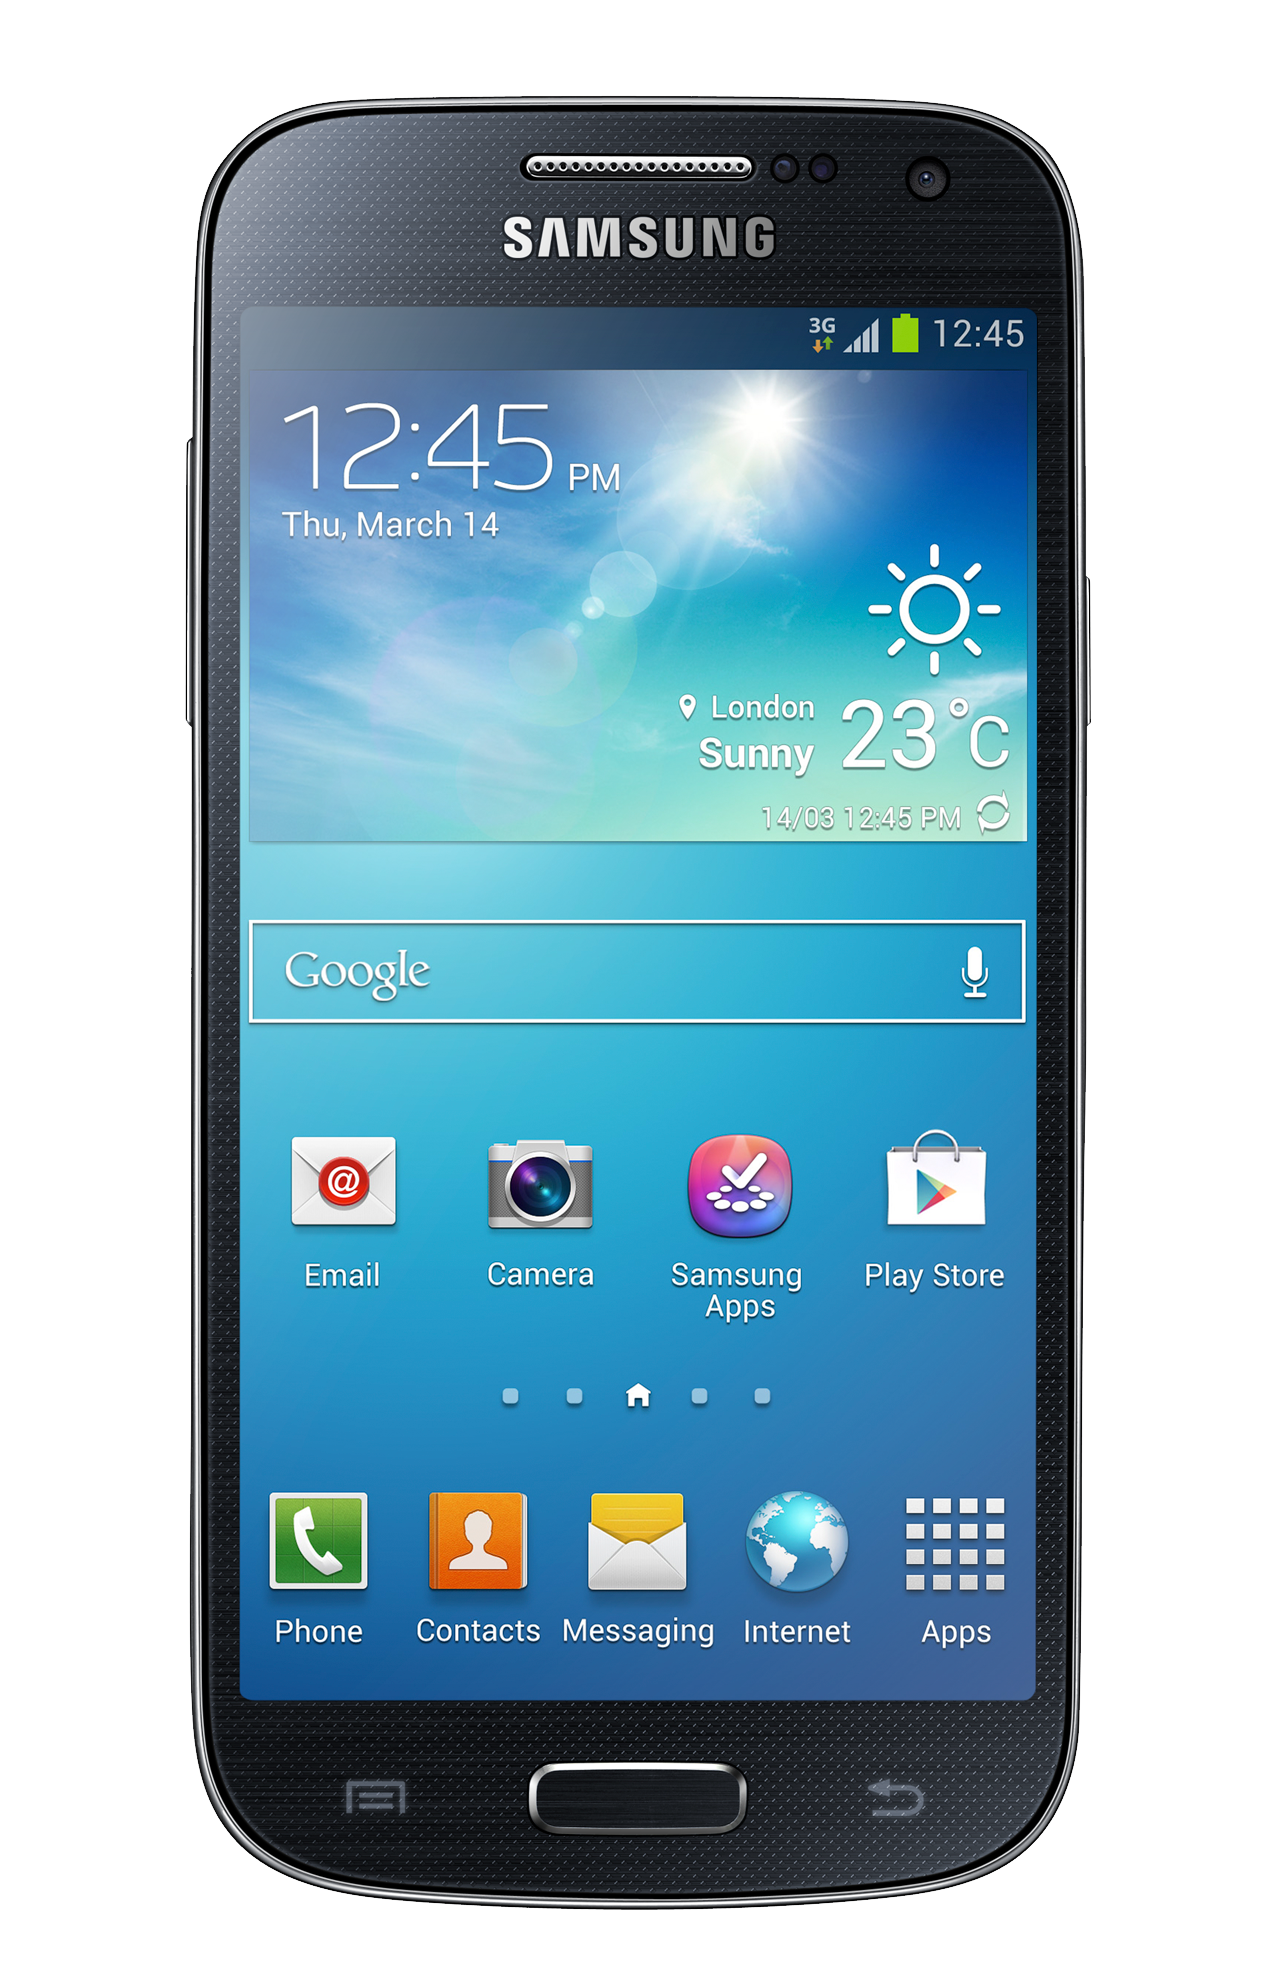 SAMSUNG
3G 12:45
12:45 PM
Thu, March 14
London
Sunny 23°C
14/03 12:45 PM
Google
@
Email
Camera
Samsung
Apps
Play Store
Phone
Contacts
Messaging
Internet
Apps